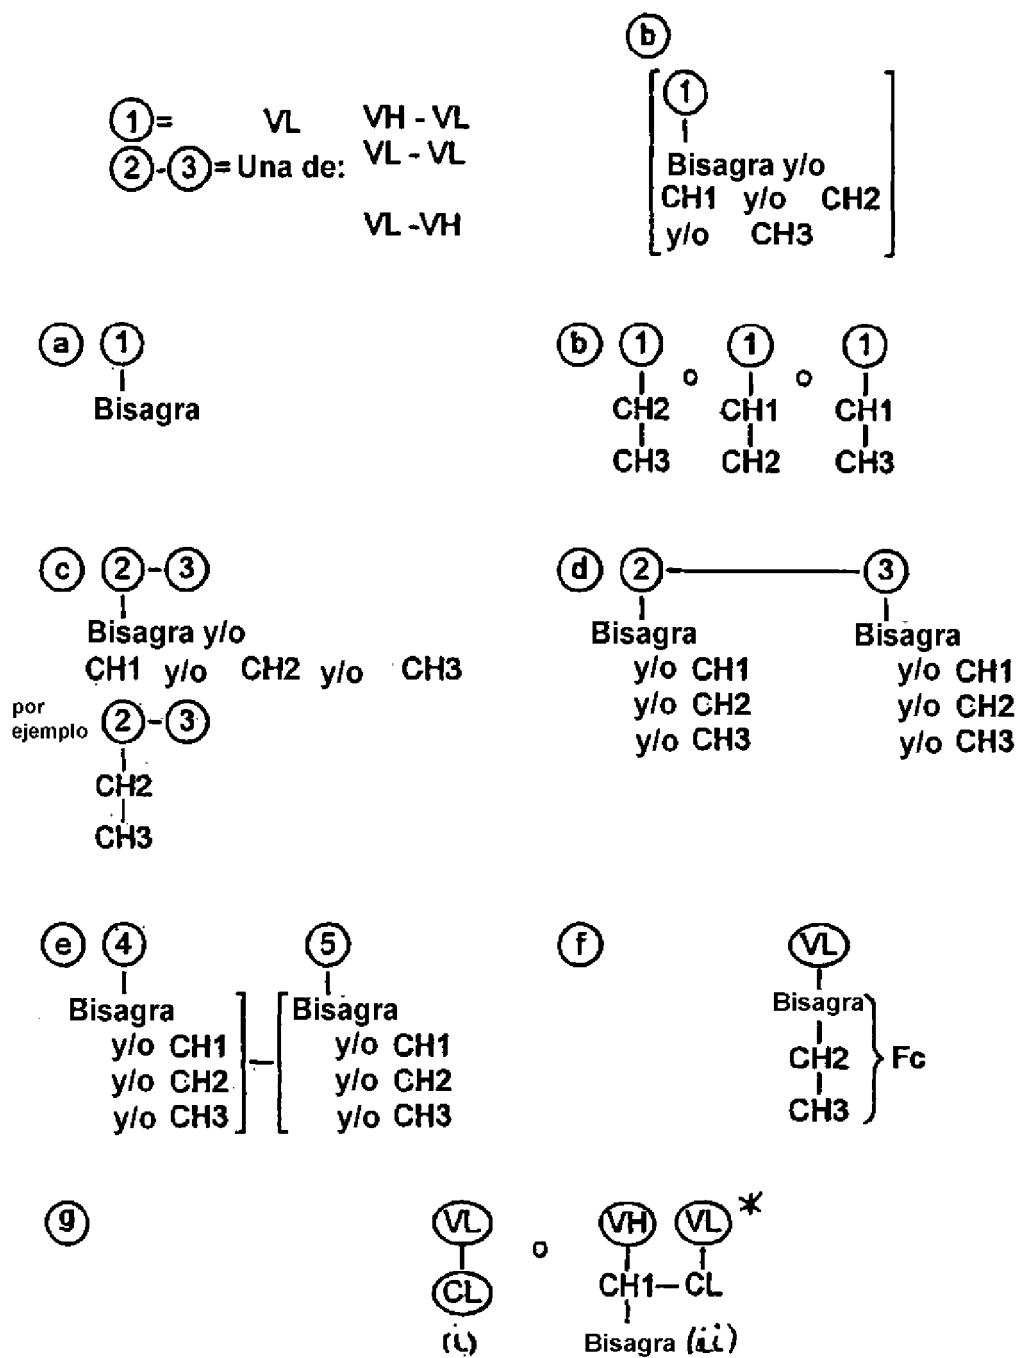 b
1= VL VH - VL
2-3= Una de: VL - VL
VL - VH
1
Bisagra y/o
CH1 y/o CH2
y/o CH3
a 1
Bisagra
b 1 o 1 o 1
CH2 CH1 CH1
CH3 CH2 CH3
c 2-3
Bisagra y/o
CH1 y/o CH2 y/o CH3
por
ejemplo 2-3
CH2
CH3
d 2 3
Bisagra Bisagra
y/o CH1 y/o CH1
y/o CH2 y/o CH2
y/o CH3 y/o CH3
e 4 5
Bisagra Bisagra
y/o CH1 y/o CH1
y/o CH2 y/o CH2
y/o CH3 y/o CH3
f VL
Bisagra
CH2 Fc
CH3
g VL o VH VL *
CL CH1-CL
(i) Bisagra (ii)